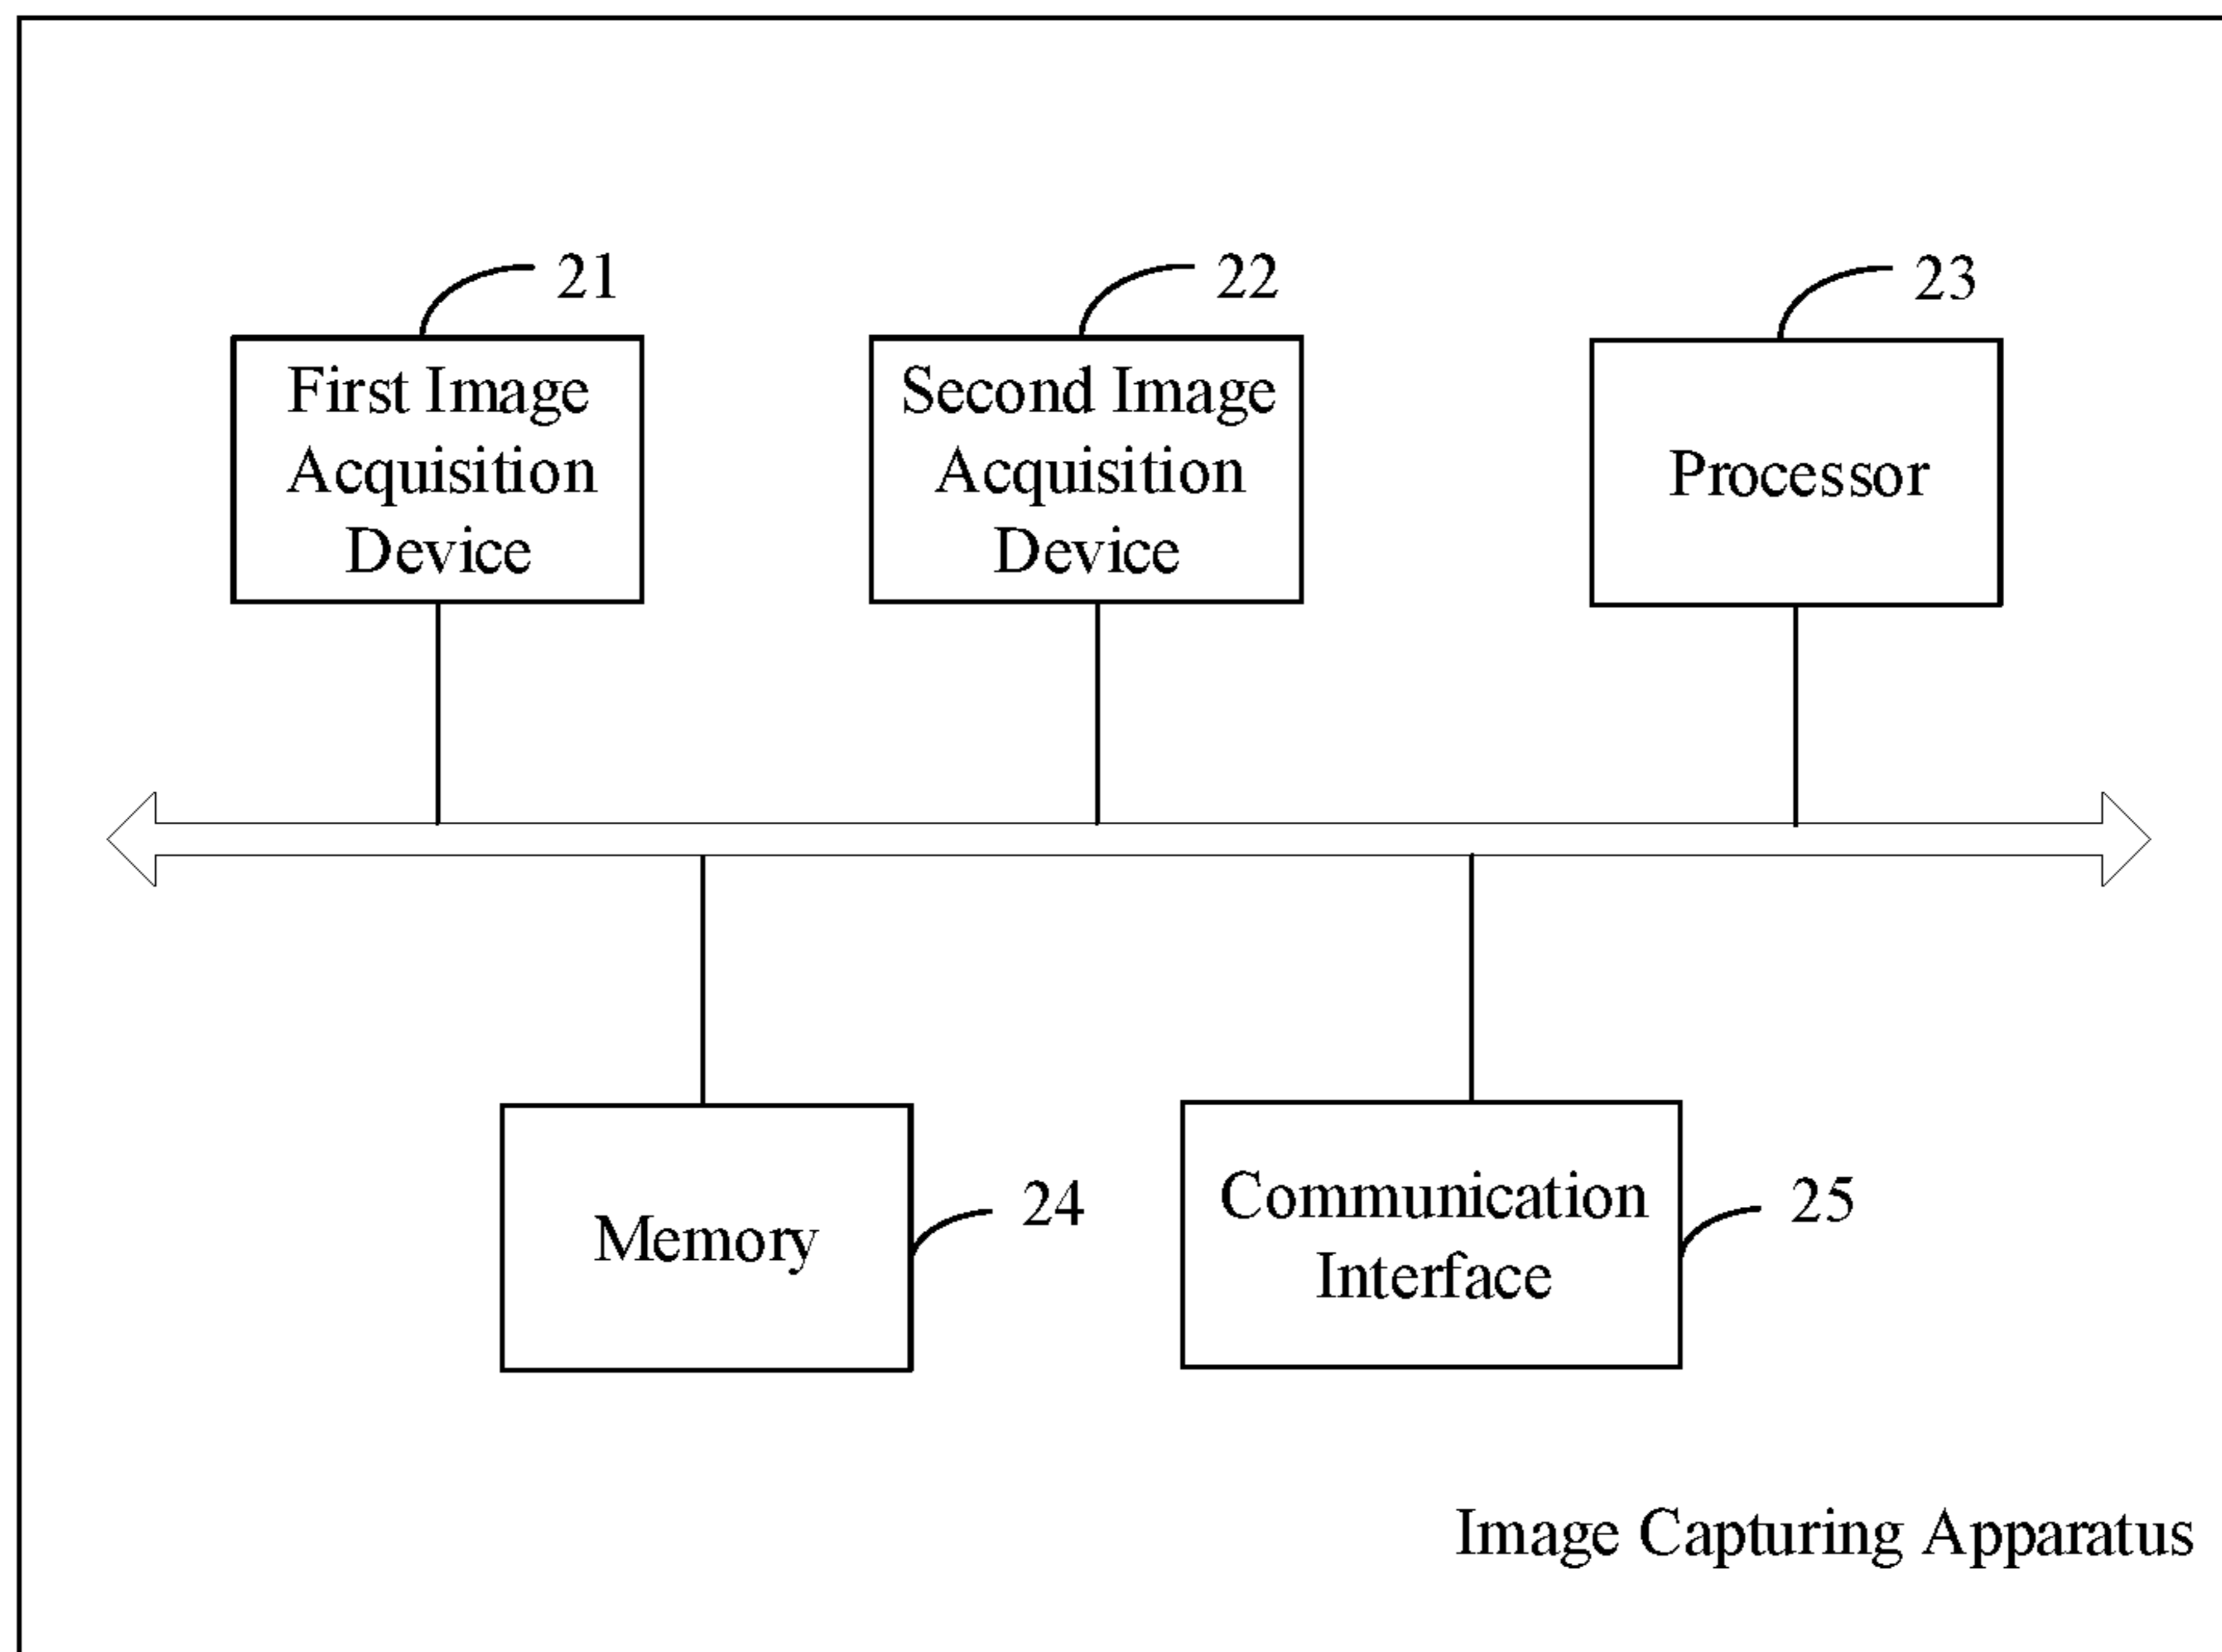 21
22
23
First Image
Acquisition
Device
Second Image
Acquisition
Device
Processor
Memory
24
Communication
Interface
25
Image Capturing Apparatus